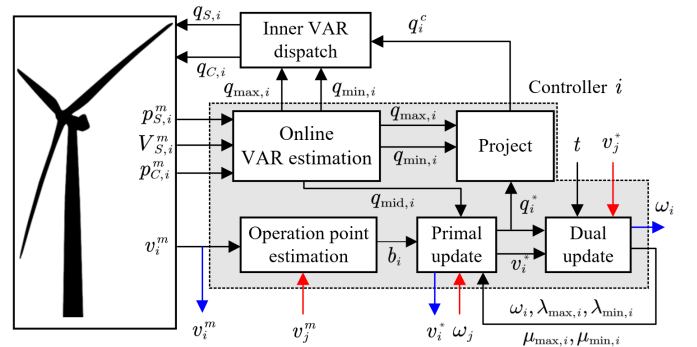 q_{S,i}
Inner VAR
dispatch
q_i^c
q_{C,i}
q_{max,i}
q_{min,i}
Controller i
p_{S,i}^m
V_{S,i}^m
p_{C,i}^m
Online
VAR estimation
q_{max,i}
q_{min,i}
Project
t
v_j^*
q_{mid,i}
q_i^*
ω_i
v_i^m
Operation point
estimation
b_i
Primal
update
v_i^*
Dual
update
v_i^m
v_j^m
v_i^*
ω_j
ω_i, λ_{max,i}, λ_{min,i}
μ_{max,i}, μ_{min,i}